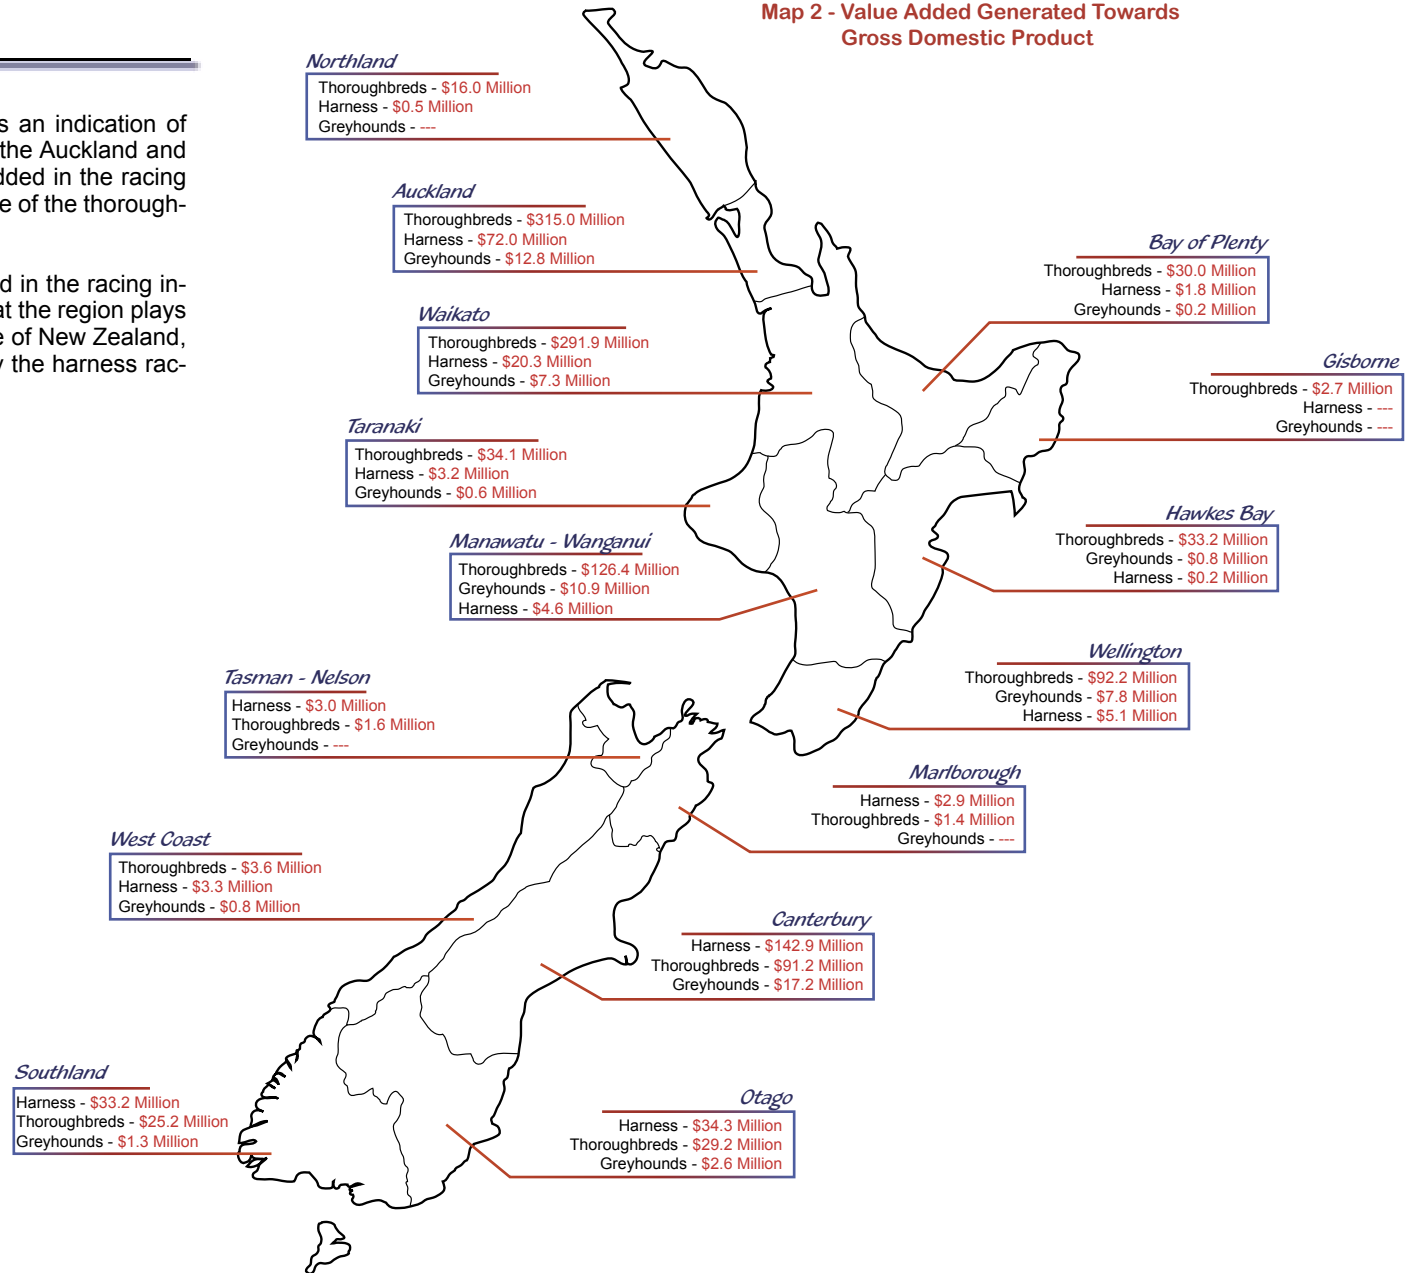 Map 2 - Value Added Generated Towards
Gross Domestic Product
s an indication of
the Auckland and
dded in the racing
e of the thorough-
d in the racing in-
at the region plays
e of New Zealand,
y the harness rac-
Northland
Thoroughbreds - $16.0 Million
Harness - $0.5 Million
Greyhounds - ---
Auckland
Thoroughbreds - $315.0 Million
Harness - $72.0 Million
Greyhounds - $12.8 Million
Bay of Plenty
Thoroughbreds - $30.0 Million
Harness - $1.8 Million
Greyhounds - $0.2 Million
Waikato
Thoroughbreds - $291.9 Million
Harness - $20.3 Million
Greyhounds - $7.3 Million
Gisborne
Thoroughbreds - $2.7 Million
Harness - ---
Greyhounds - ---
Taranaki
Thoroughbreds - $34.1 Million
Harness - $3.2 Million
Greyhounds - $0.6 Million
Hawkes Bay
Thoroughbreds - $33.2 Million
Greyhounds - $0.8 Million
Harness - $0.2 Million
Manawatu - Wanganui
Thoroughbreds - $126.4 Million
Greyhounds - $10.9 Million
Harness - $4.6 Million
Wellington
Thoroughbreds - $92.2 Million
Greyhounds - $7.8 Million
Harness - $5.1 Million
Tasman - Nelson
Harness - $3.0 Million
Thoroughbreds - $1.6 Million
Greyhounds - ---
Marlborough
Harness - $2.9 Million
Thoroughbreds - $1.4 Million
Greyhounds - ---
West Coast
Thoroughbreds - $3.6 Million
Harness - $3.3 Million
Greyhounds - $0.8 Million
Canterbury
Harness - $142.9 Million
Thoroughbreds - $91.2 Million
Greyhounds - $17.2 Million
Southland
Harness - $33.2 Million
Thoroughbreds - $25.2 Million
Greyhounds - $1.3 Million
Otago
Harness - $34.3 Million
Thoroughbreds - $29.2 Million
Greyhounds - $2.6 Million